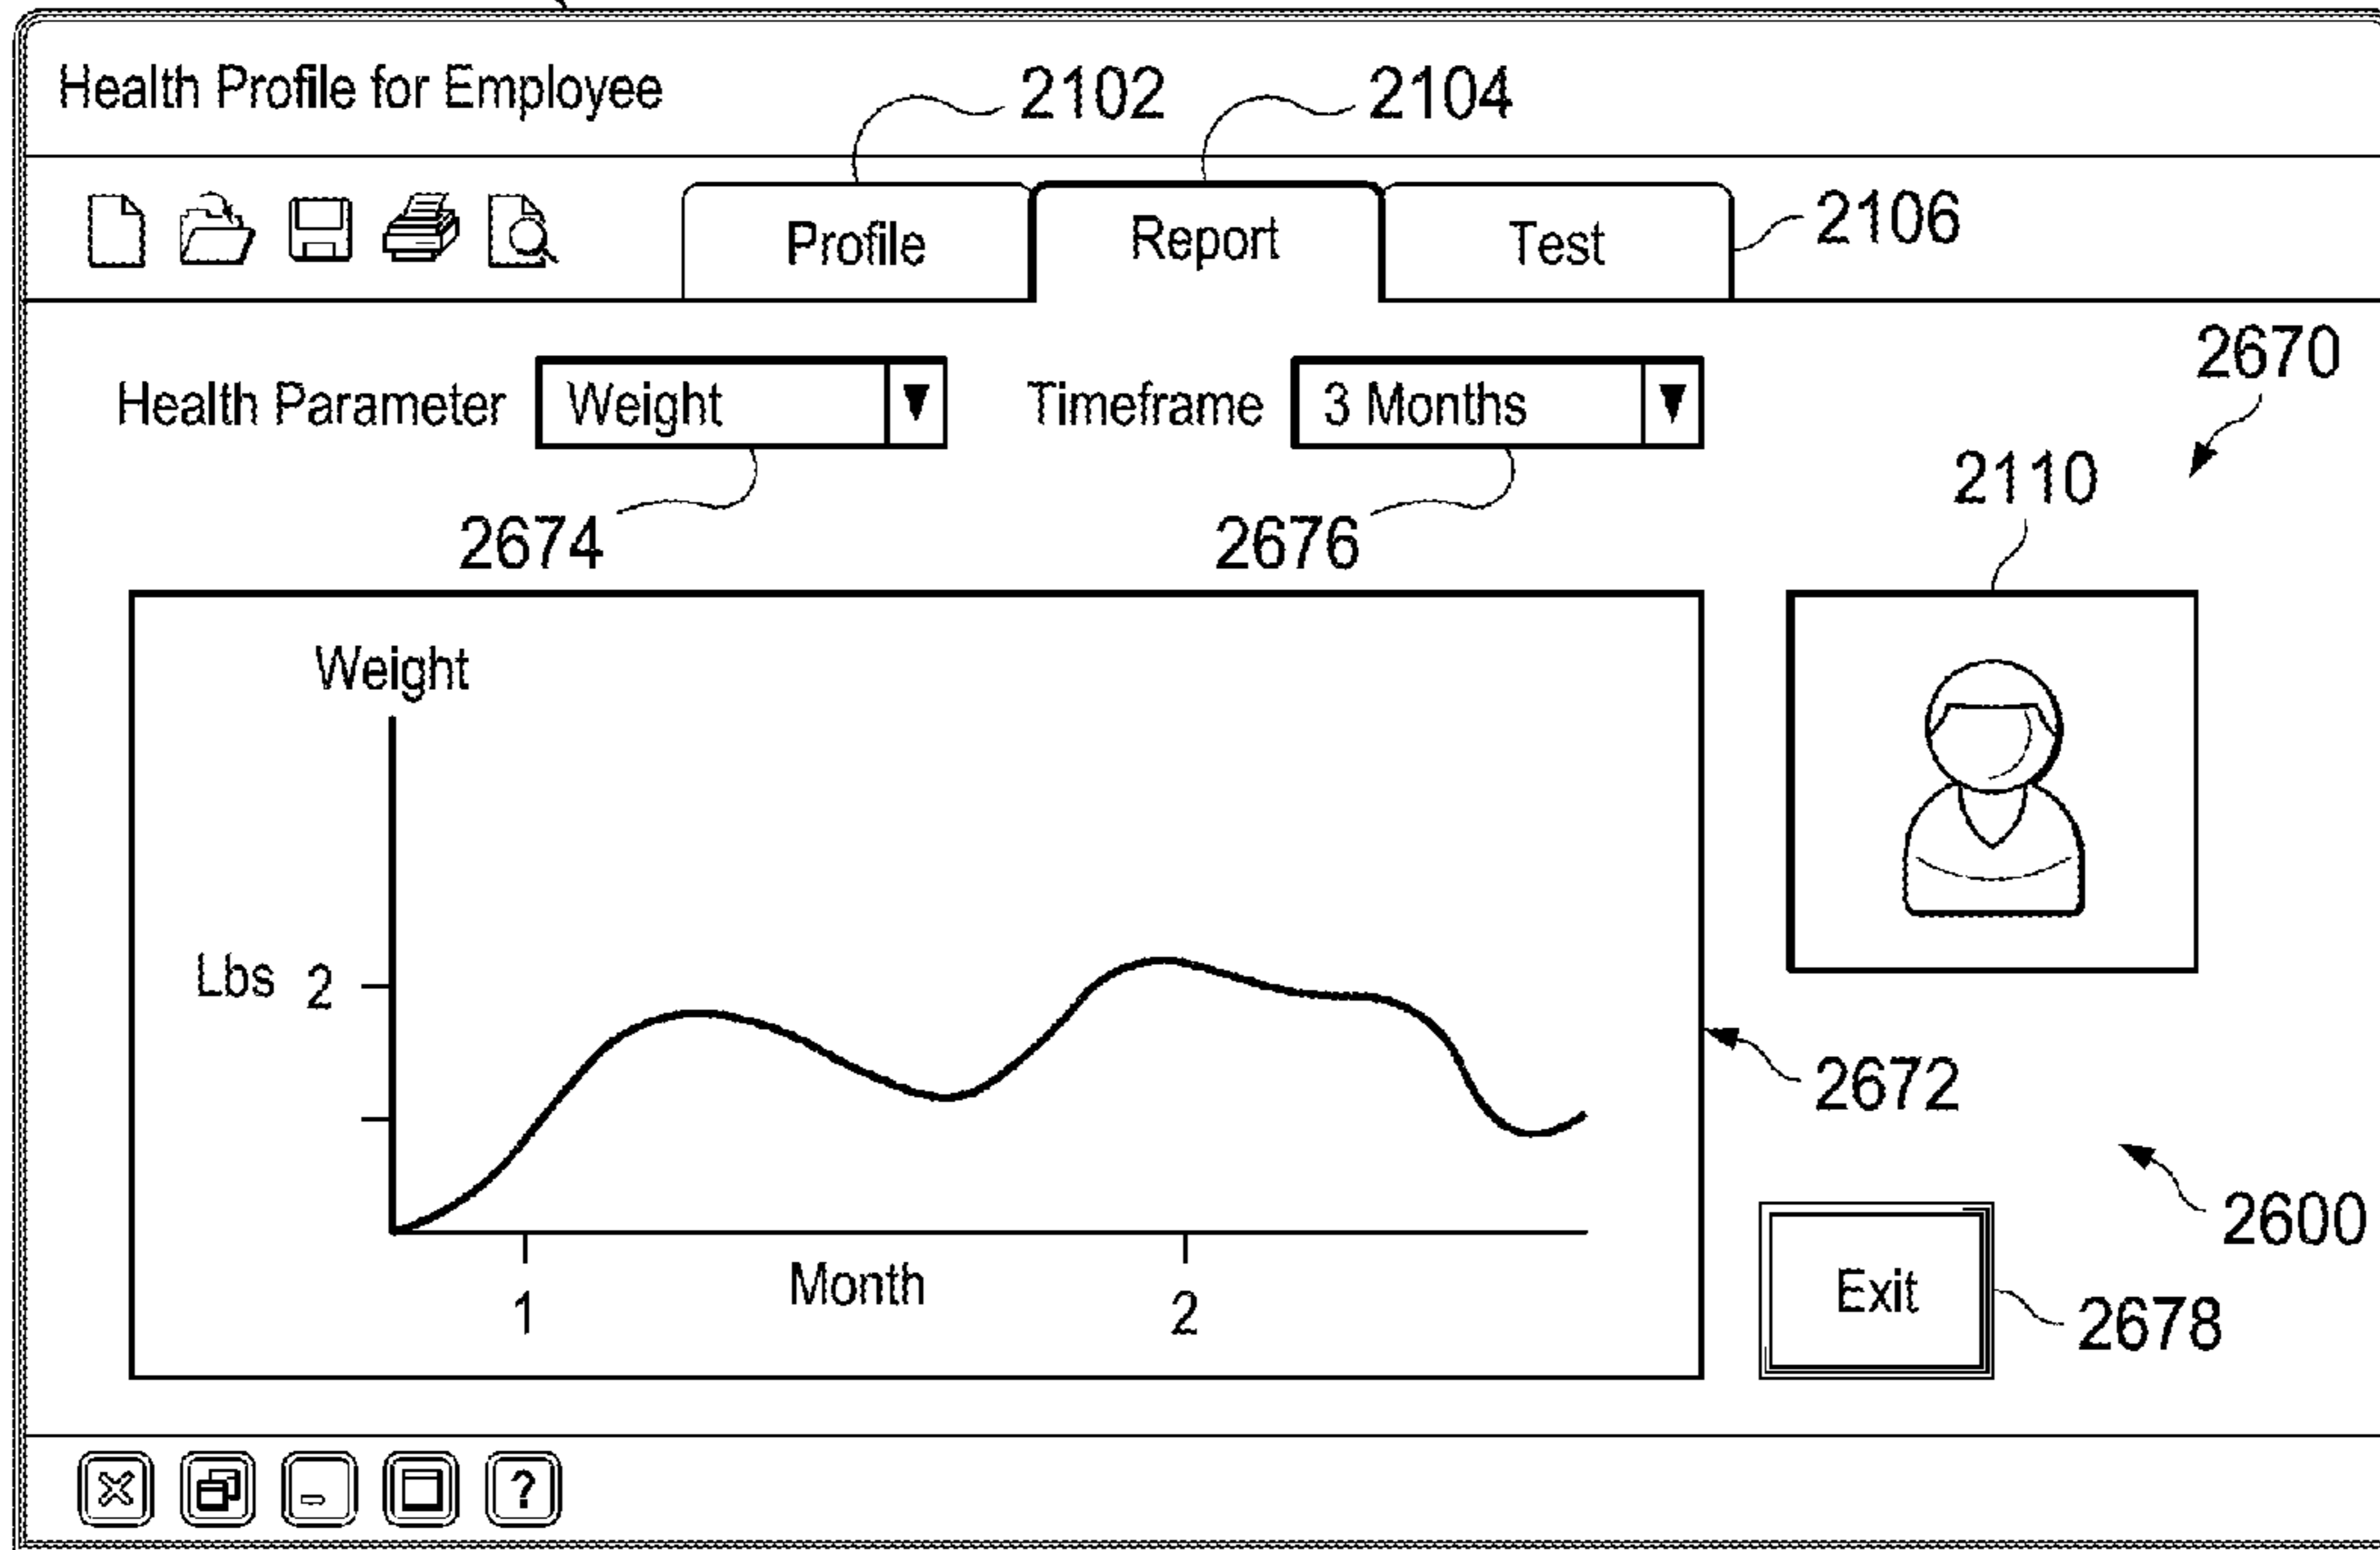 Health Profile for Employee
2102
2104
Profile
Report
Test
2106
2670
Health Parameter
Weight
Timeframe
3 Months
2110
2674
2676
Weight
Lbs 2
2672
2600
Month
1
2
Exit
2678
?